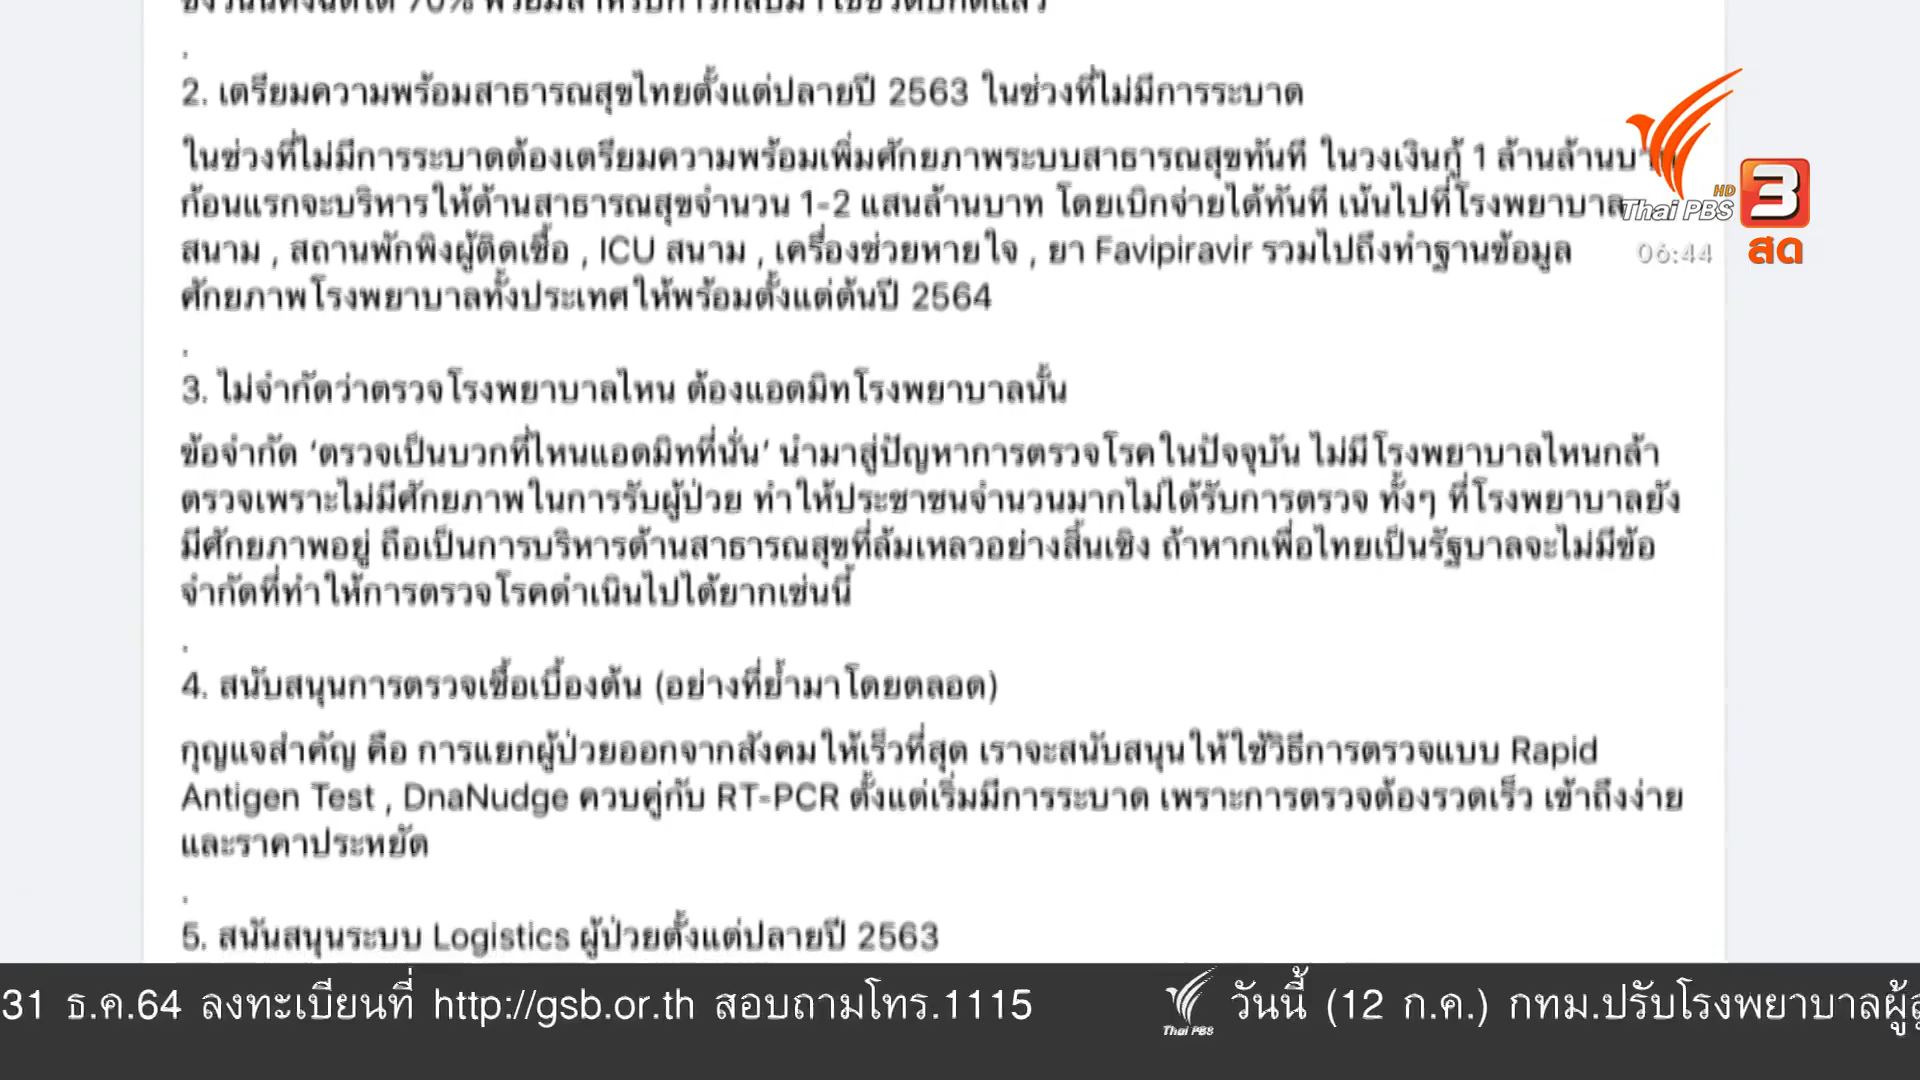 2. เตรียมความพร้อมสาธารณสุขไทยตั้งแต่ปลายปี 2563 ในช่วงที่ไม่มีการระบาด
ในช่วงที่ไม่มีการระบาดต้องเตรียมความพร้อมเพิ่มศักยภาพระบบสาธารณสุขทันที ในวงเงินกู้ 1 ล้านล้านบาท
ก้อนแรกจะบริหารให้ด้านสาธารณสุขจำนวน 1-2 แสนล้านบาท โดยเบิกจ่ายได้ทันที เน้นไปที่โรงพยาบาล
สนาม , สถานพักพิงผู้ติดเชื้อ , ICU สนาม , เครื่องช่วยหายใจ , ยา Favipiravir รวมไปถึงทำฐานข้อมูล
ศักยภาพโรงพยาบาลทั้งประเทศให้พร้อมตั้งแต่ต้นปี 2564
.
3. ไม่จำกัดว่าตรวจโรงพยาบาลไหน ต้องแอดมิทโรงพยาบาลนั้น
ข้อจำกัด ‘ตรวจเป็นบวกที่ไหนแอดมิทที่นั่น’ นำมาสู่ปัญหาการตรวจโรคในปัจจุบัน ไม่มีโรงพยาบาลไหนกล้า
ตรวจเพราะไม่มีศักยภาพในการรับผู้ป่วย ทำให้ประชาชนจำนวนมากไม่ได้รับการตรวจ ทั้งๆ ที่โรงพยาบาลยัง
มีศักยภาพอยู่ ถือเป็นการบริหารด้านสาธารณสุขที่ล้มเหลวอย่างสิ้นเชิง ถ้าหากเพื่อไทยเป็นรัฐบาลจะไม่มีข้อ
จำกัดที่ทำให้การตรวจโรคดำเนินไปได้ยากเช่นนี้
.
4. สนับสนุนการตรวจเชื้อเบื้องต้น (อย่างที่ย้ำมาโดยตลอด)
กุญแจสำคัญ คือ การแยกผู้ป่วยออกจากสังคมให้เร็วที่สุด เราจะสนับสนุนให้ใช้วิธีการตรวจแบบ Rapid
Antigen Test , DnaNudge ควบคู่กับ RT-PCR ตั้งแต่เริ่มมีการระบาด เพราะการตรวจต้องรวดเร็ว เข้าถึงง่าย
และราคาประหยัด
.
5. สนันสนุนระบบ Logistics ผู้ป่วยตั้งแต่ปลายปี 2563
HD
Thai PBS 3
06:44 สด
31 ธ.ค.64 ลงทะเบียนที่ http://gsb.or.th สอบถามโทร.1115 Thai PBS วันนี้ (12 ก.ค.) กทม.ปรับโรงพยาบาลผู้สู